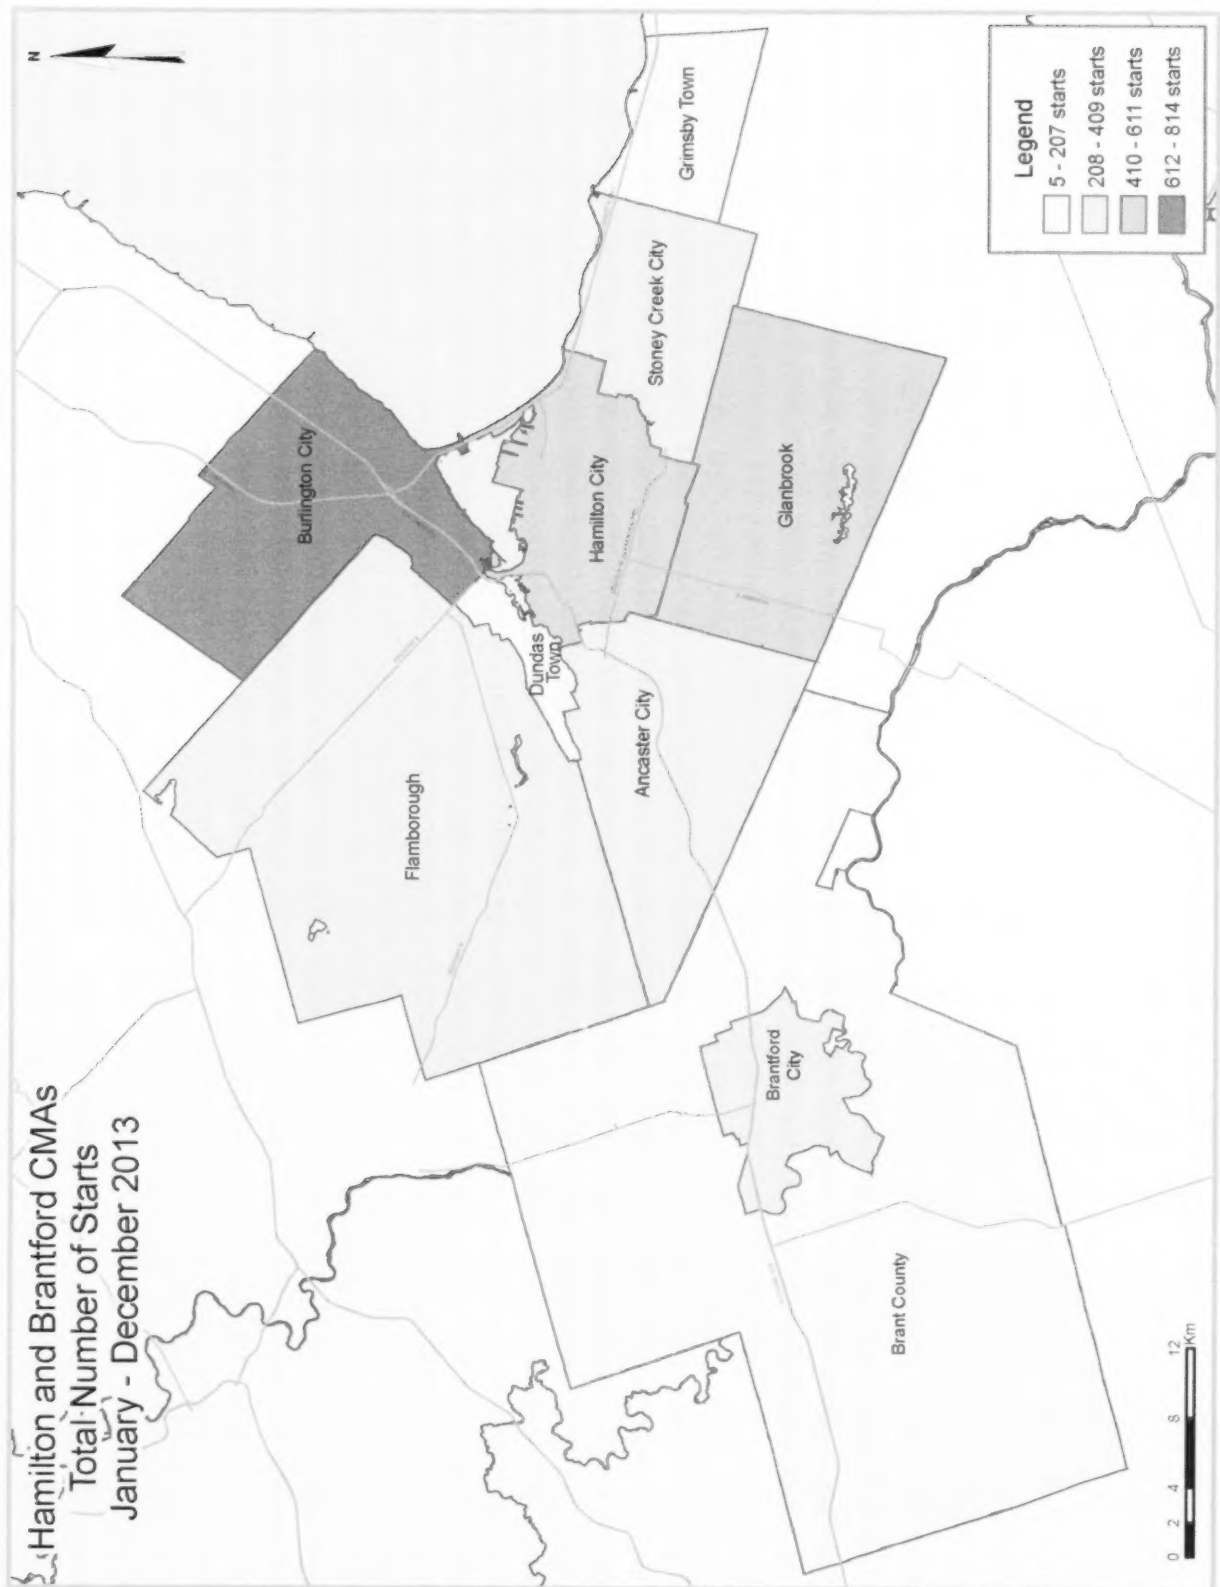 Hamilton and Brantford CMAs
Total Number of Starts
January - December 2013
N
Burlington City
Flamborough
Dundas
Town
Hamilton City
Stoney Creek City
Grimsby Town
Ancaster City
Glanbrook
Brantford
City
Brant County
Legend
5 - 207 starts
208 - 409 starts
410 - 611 starts
612 - 814 starts
0 2 4 8 12
Km